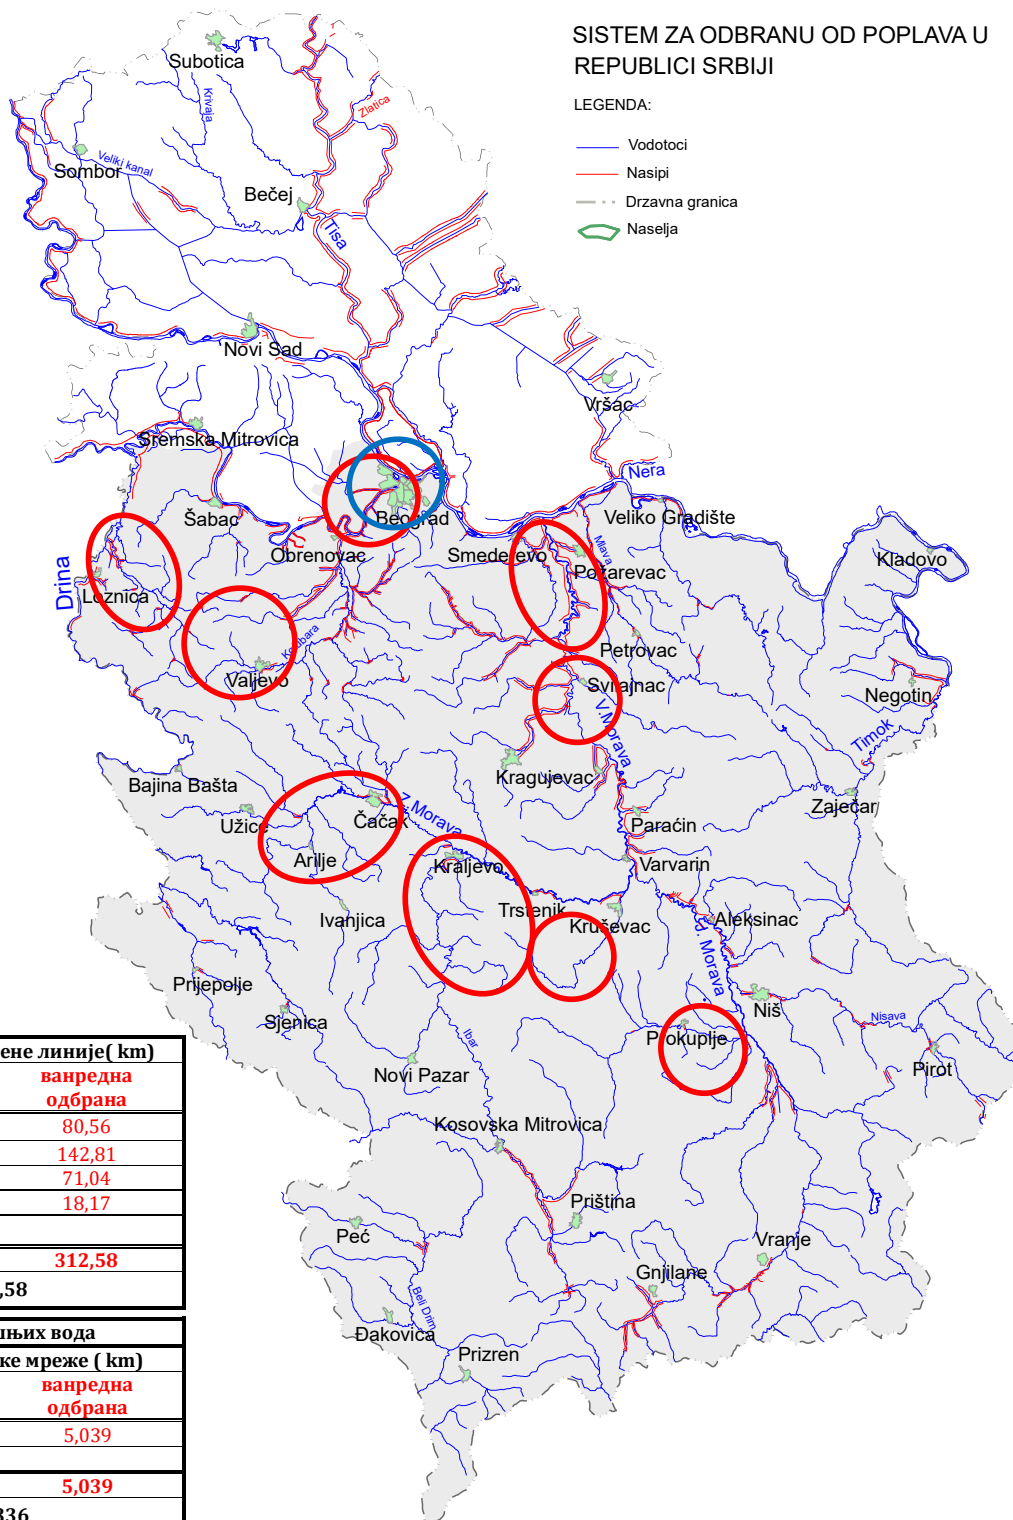 SISTEM ZA ODBRANU OD POPLAVA U
REPUBLICI SRBIJI
LEGENDA:
Vodotoci
Nasipi
Drzavna granica
Naselja
Subotica
Krivaja
Zlatica
Sombor
Veliki kanal
Bečej
Tisa
Novi Sad
Vršac
Sremska Mitrovica
Nera
Šabac
Beograd
Veliko Gradište
Obrenovac
Smederevo
Mlava
Požarevac
Kladovo
Drina
Loznica
Kolubara
Valjevo
Petrovac
Svilajnac
Negotin
V.Morava
Timok
Kragujevac
Bajina Bašta
Užice
Čačak
Z.Morava
Zaječar
Paraćin
Arilje
Kraljevo
Varvarin
Ivanjica
Trstenik
Kruševac
Aleksinac
J. Morava
Prijepolje
Sjenica
Niš
Nisava
Ibar
Prokuplje
Pirot
Novi Pazar
Kosovska Mitrovica
Priština
Peć
Vranje
Gnjilane
Beli Drim
Đakovica
Prizren
ене линије( km)
ванредна
одбрана
80,56
142,81
71,04
18,17
312,58
,58
шњих вода
ке мреже ( km)
ванредна
одбрана
5,039
5,039
336